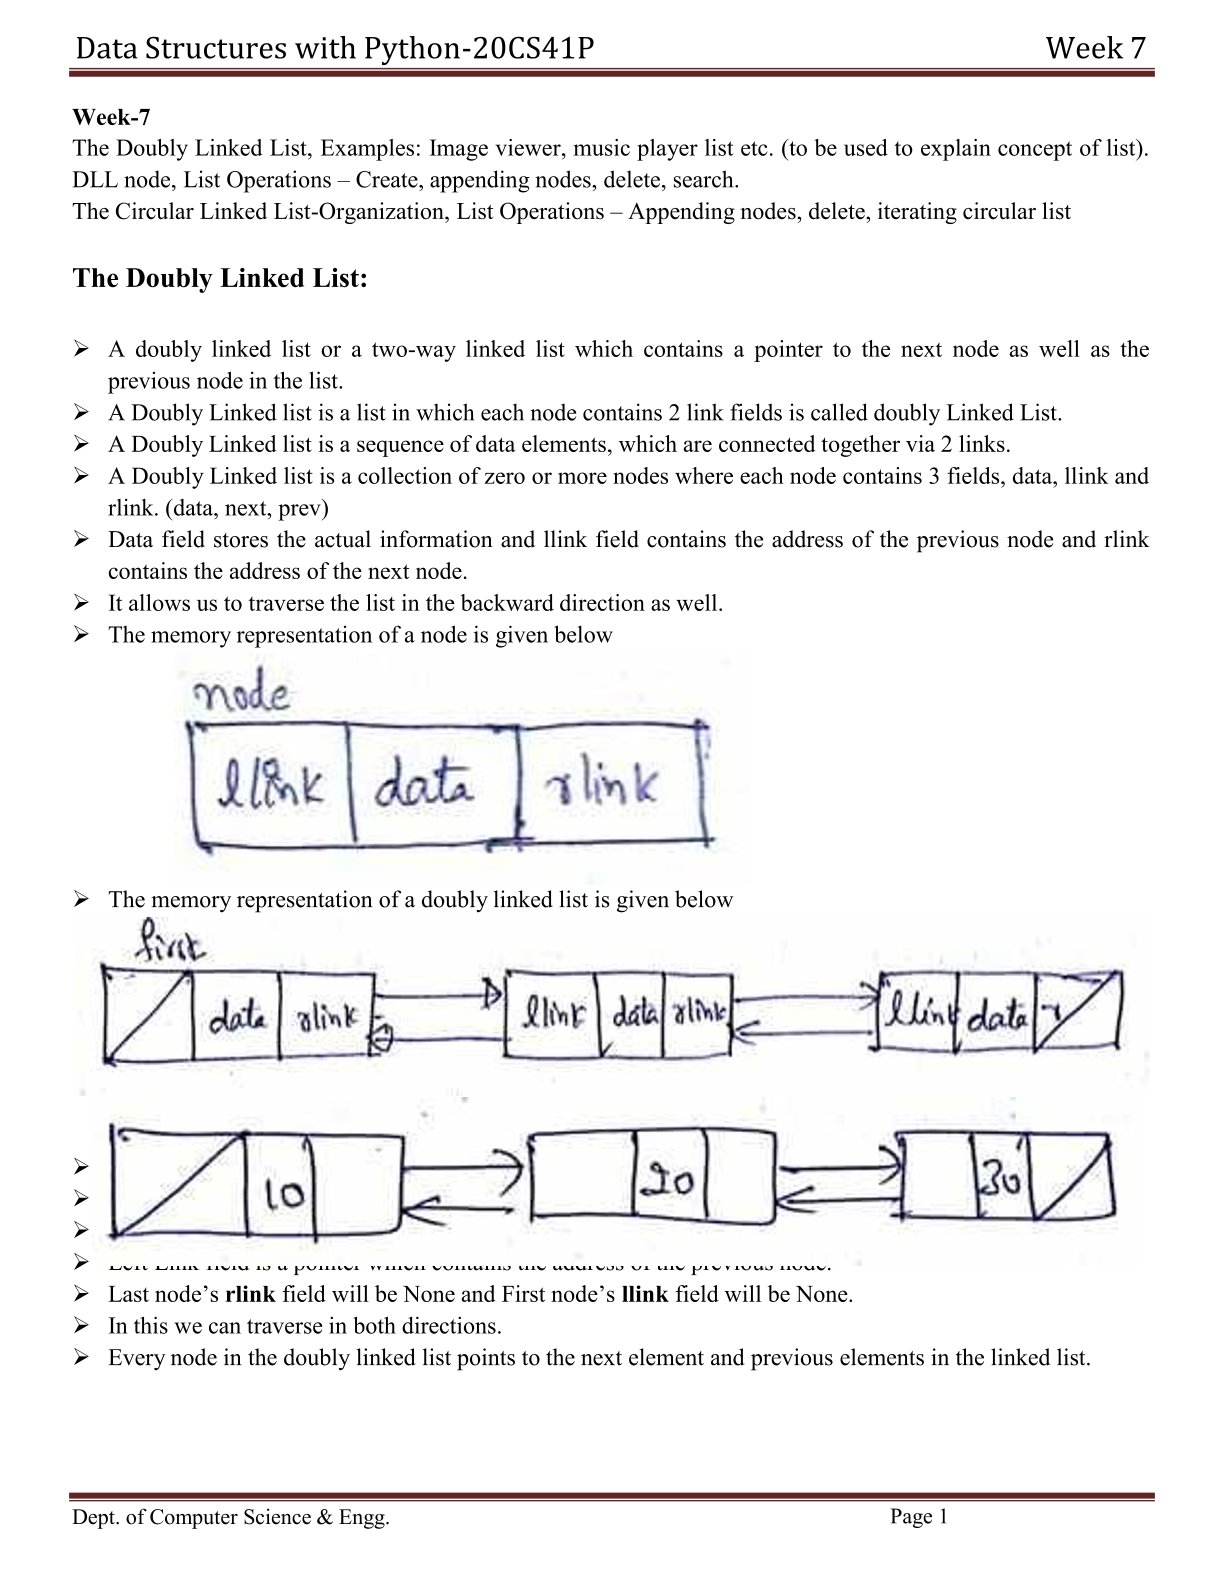 Data Structures with Python-20CS41P Week 7
Week-7
The Doubly Linked List, Examples: Image viewer, music player list etc. (to be used to explain concept of list).
DLL node, List Operations – Create, appending nodes, delete, search.
The Circular Linked List-Organization, List Operations – Appending nodes, delete, iterating circular list
The Doubly Linked List:
➢ A doubly linked list or a two-way linked list which contains a pointer to the next node as well as the
previous node in the list.
➢ A Doubly Linked list is a list in which each node contains 2 link fields is called doubly Linked List.
➢ A Doubly Linked list is a sequence of data elements, which are connected together via 2 links.
➢ A Doubly Linked list is a collection of zero or more nodes where each node contains 3 fields, data, llink and
rlink. (data, next, prev)
➢ Data field stores the actual information and llink field contains the address of the previous node and rlink
contains the address of the next node.
➢ It allows us to traverse the list in the backward direction as well.
➢ The memory representation of a node is given below
node
llink data rlink
➢ The memory representation of a doubly linked list is given below
first
data rlink llink data rlink llink data r
10 20 30
➢
➢
➢
➢ Left Link field is a pointer which contains the address of the previous node.
➢ Last node's rlink field will be None and First node's llink field will be None.
➢ In this we can traverse in both directions.
➢ Every node in the doubly linked list points to the next element and previous elements in the linked list.
Dept. of Computer Science & Engg. Page 1